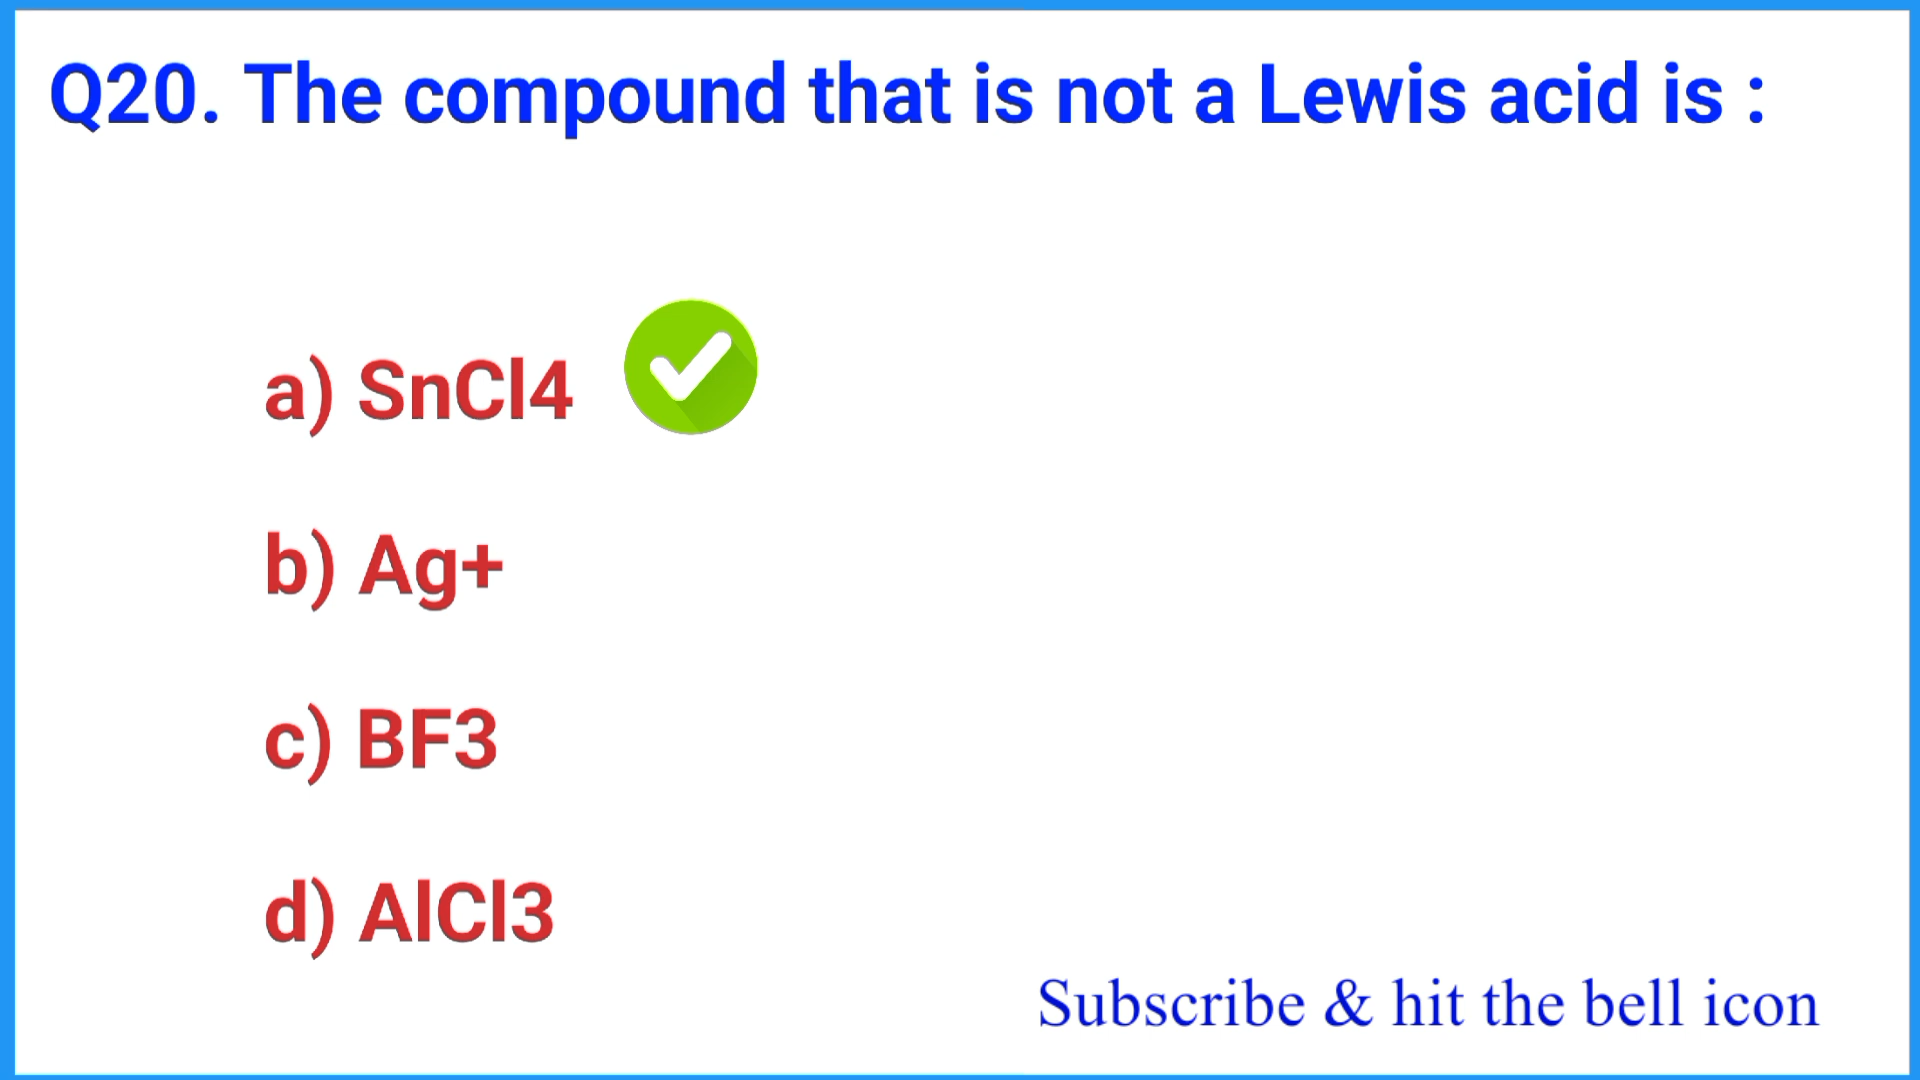 Q20. The compound that is not a Lewis acid is :
a) SnCl4
b) Ag+
c) BF3
d) AlCl3
Subscribe & hit the bell icon